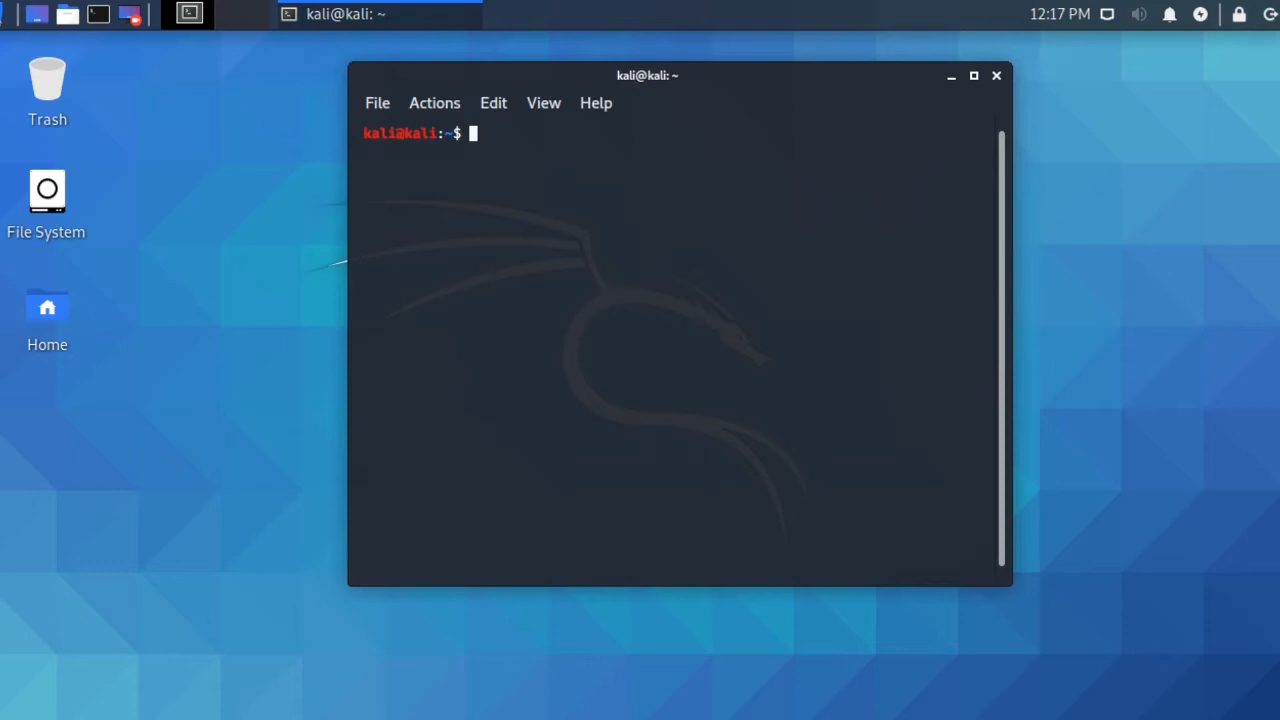 kali@kali: ~
12:17 PM
Trash
File System
Home
kali@kali: ~
File Actions Edit View Help
kali@kali:~$